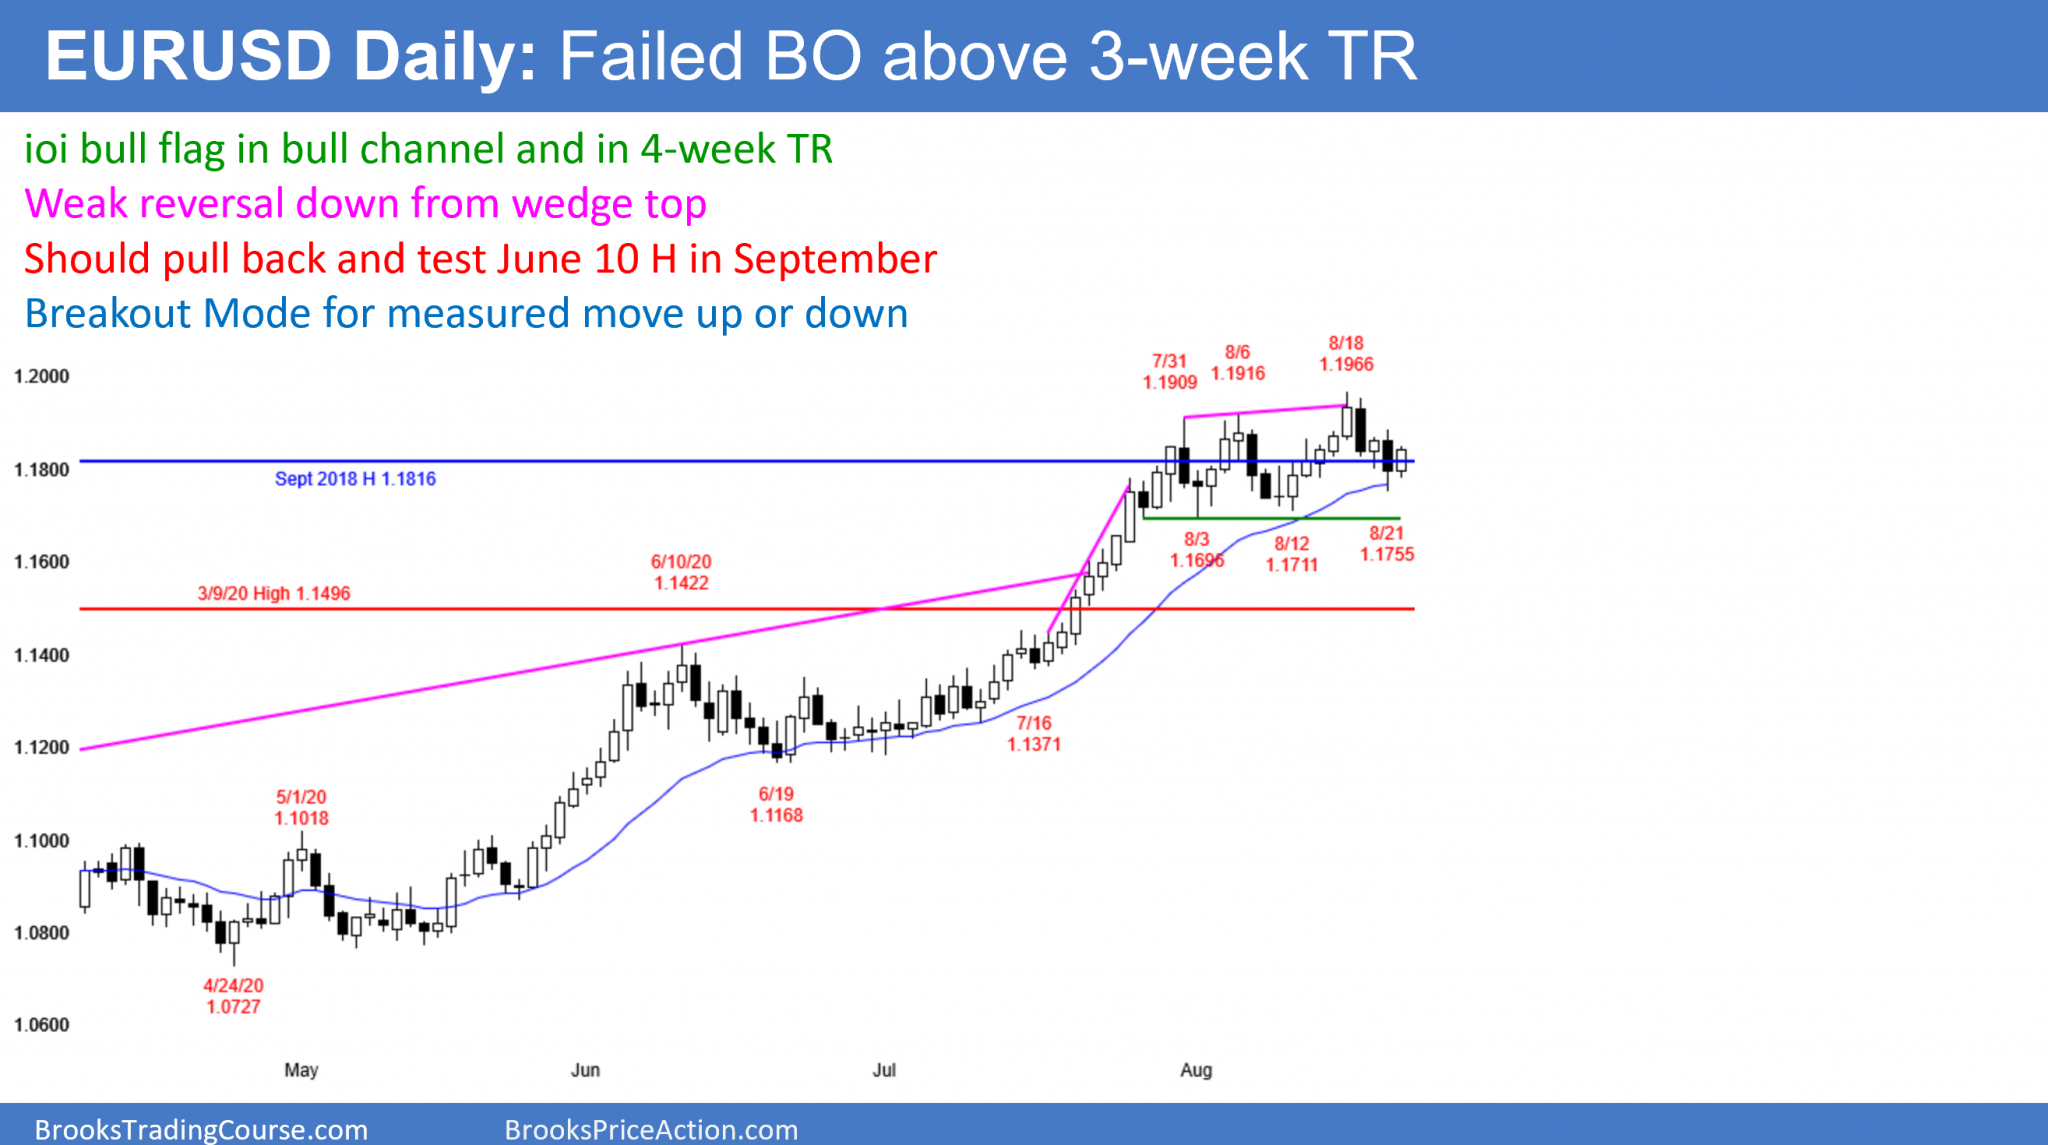 EURUSD Daily: Failed BO above 3-week TR
ioi bull flag in bull channel and in 4-week TR
Weak reversal down from wedge top
Should pull back and test June 10 H in September
Breakout Mode for measured move up or down
8/18
1.1966
8/6
1.1916
7/31
1.1909
1.2000
1.1800
Sept 2018 H 1.1816
8/21
1.1755
8/3
1.1696
8/12
1.1711
1.1600
6/10/20
1.1422
3/9/20 High 1.1496
1.1400
7/16
1.1371
1.1200
6/19
1.1168
5/1/20
1.1018
1.1000
1.0800
4/24/20
1.0727
1.0600
May
Jun
Jul
Aug
BrooksTradingCourse.com
BrooksPriceAction.com